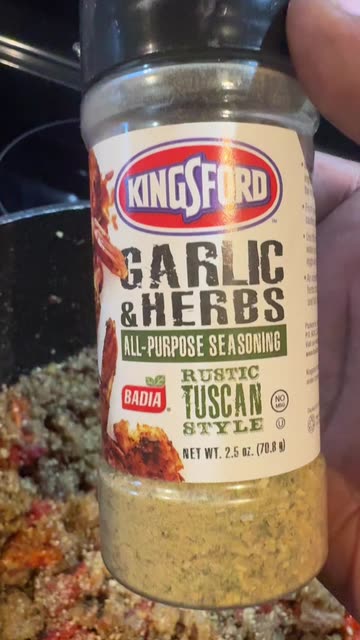 KINGSFORD
GARLIC
& HERBS
ALL-PURPOSE SEASONING
BADIA
RUSTIC
TUSCAN
STYLE
NO
MSG
U
NET WT. 2.5 oz. (70.8 g)